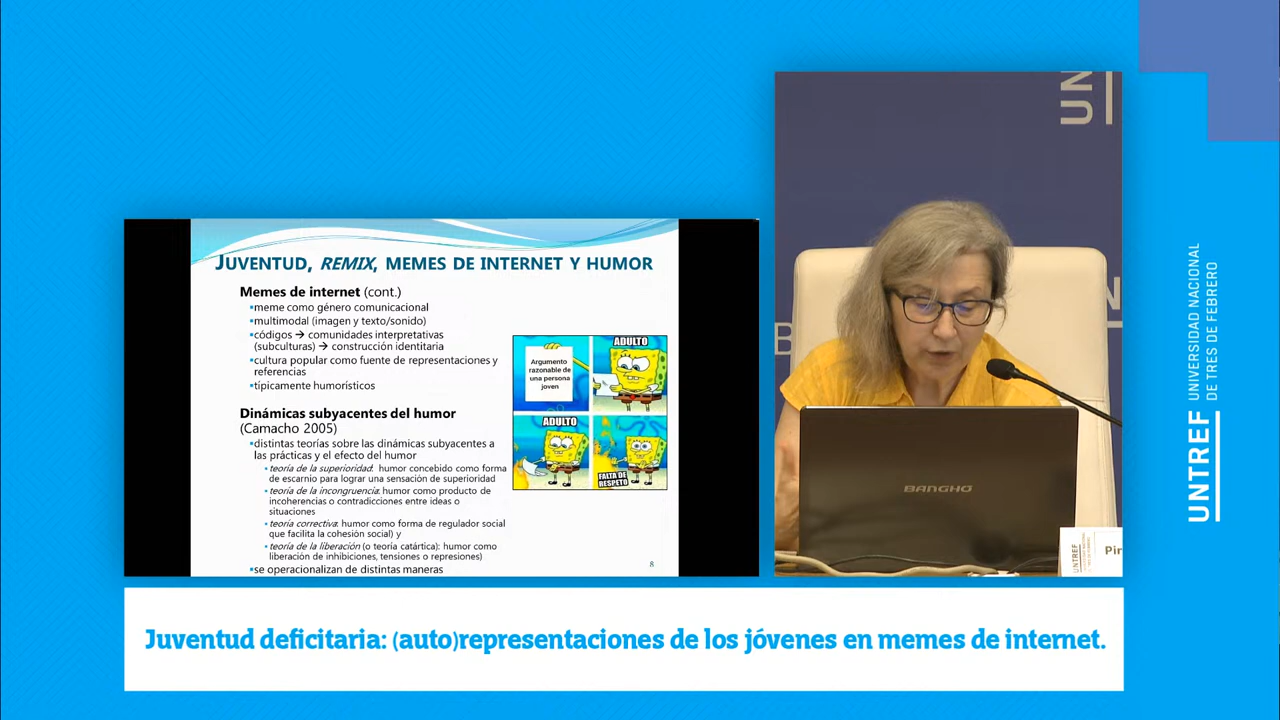 JUVENTUD, REMIX, MEMES DE INTERNET Y HUMOR
Memes de internet (cont.)
▪meme como género comunicacional
▪multimodal (imagen y texto/sonido)
▪códigos → comunidades interpretativas
(subculturas) → construcción identitaria
▪cultura popular como fuente de representaciones y
referencias
▪típicamente humorísticos
Dinámicas subyacentes del humor
(Camacho 2005)
▪distintas teorías sobre las dinámicas subyacentes a
las prácticas y el efecto del humor
▪teoría de la superioridad: humor concebido como forma
de escarnio para lograr una sensación de superioridad
▪teoría de la incongruencia: humor como producto de
incoherencias o contradicciones entre ideas o
situaciones
▪teoría correctiva: humor como forma de regulador social
que facilita la cohesión social) y
▪teoría de la liberación (o teoría catártica): humor como
liberación de inhibiciones, tensiones o represiones)
▪se operacionalizan de distintas maneras
Argumento
razonable de
una persona
joven
ADULTO
ADULTO
FALTA DE
RESPETO
8
UN
B
N
BANGHO
UNTREF
Pir
UNTREF
UNIVERSIDAD NACIONAL
DE TRES DE FEBRERO
Juventud deficitaria: (auto)representaciones de los jóvenes en memes de internet.